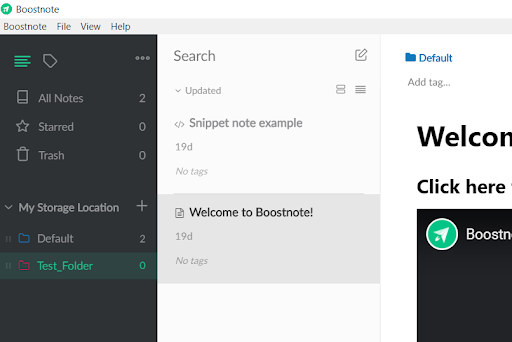 Boostnote
Boostnote File View Help
All Notes 2
Starred 0
Trash 0
My Storage Location
Default 2
Test_Folder 0
Search
Updated
Snippet note example
19d
No tags
Welcome to Boostnote!
19d
No tags
Default
Add tag...
Welcom
Click here
Boostn